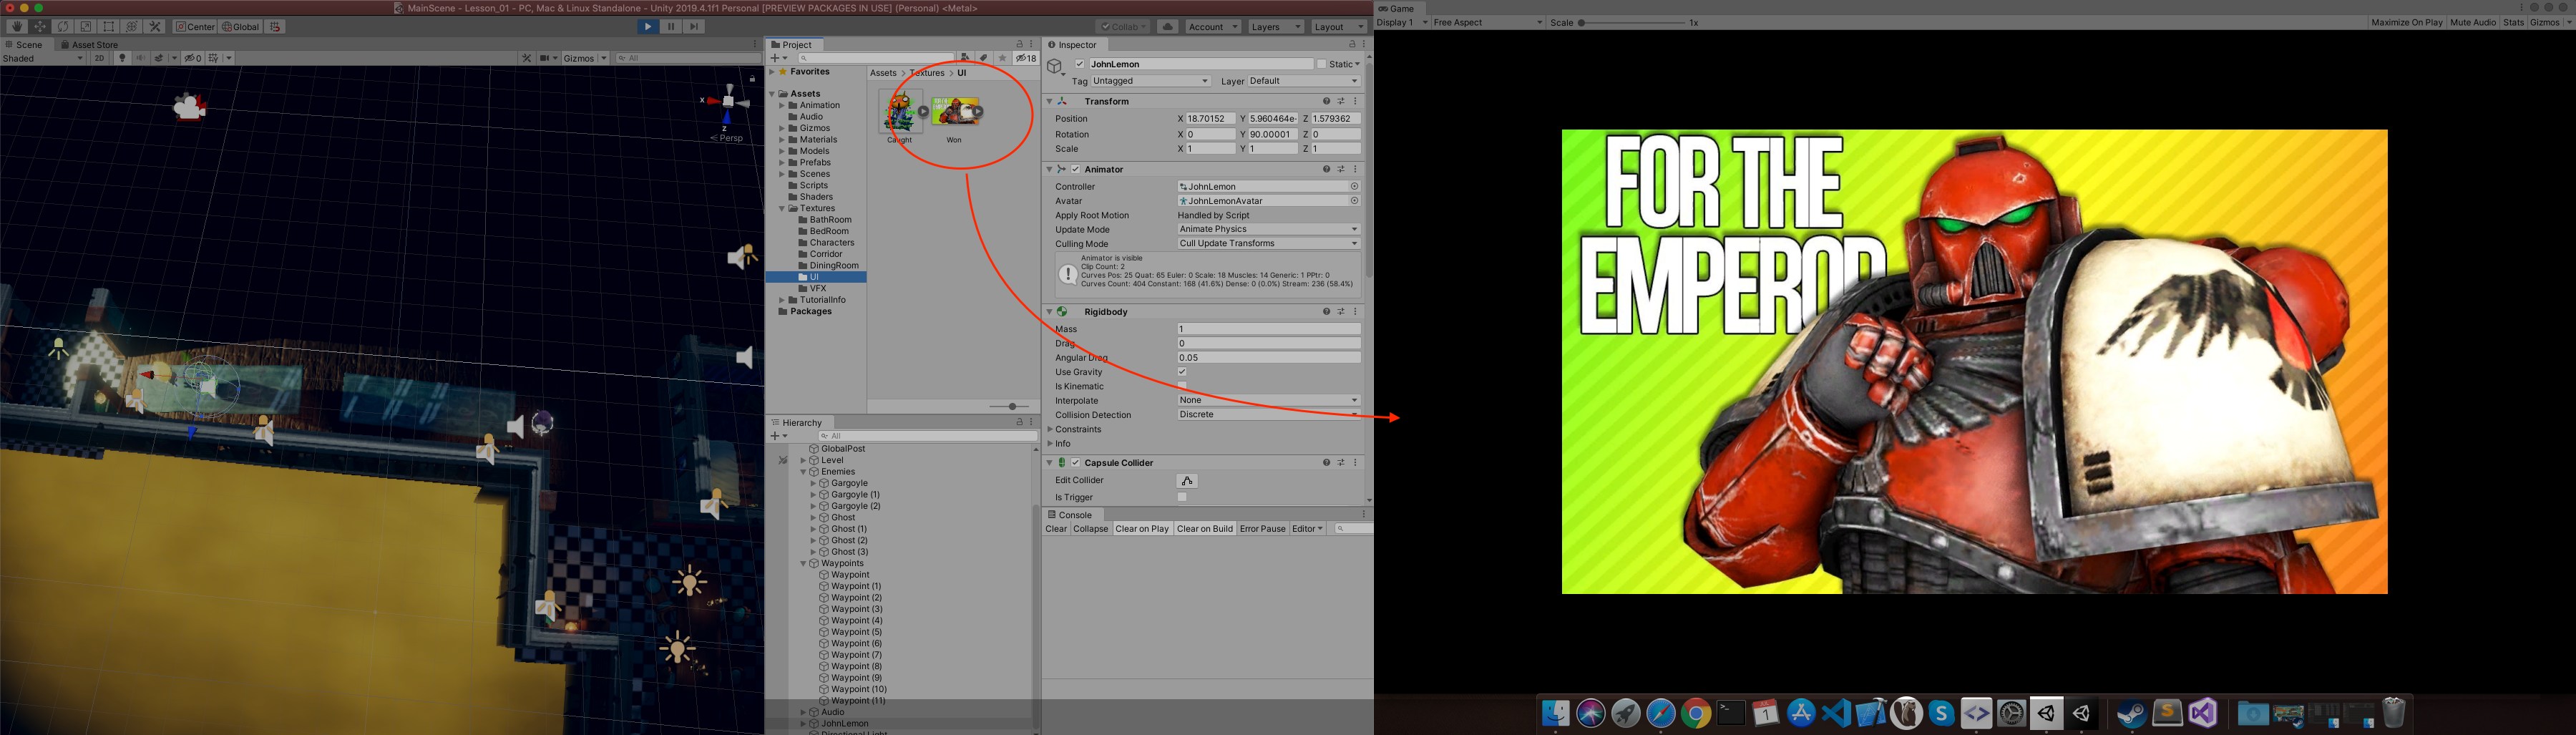 MainScene - Lesson_01 - PC, Mac & Linux Standalone - Unity 2019.4.1f1 Personal [PREVIEW PACKAGES IN USE] (Personal) <Metal>
Center Global
Collab Account Layers Layout
Scene Asset Store
Shaded 2D 0 Gizmos All
x
z
Persp
Project
18
Favorites
Assets
Animation
Audio
Gizmos
Materials
Models
Prefabs
Scenes
Scripts
Shaders
Textures
BathRoom
BedRoom
Characters
Corridor
DiningRoom
UI
VFX
TutorialInfo
Packages
Assets > Textures > UI
Caught Won
Hierarchy
All
GlobalPost
Level
Enemies
Gargoyle
Gargoyle (1)
Gargoyle (2)
Ghost
Ghost (1)
Ghost (2)
Ghost (3)
Waypoints
Waypoint
Waypoint (1)
Waypoint (2)
Waypoint (3)
Waypoint (4)
Waypoint (5)
Waypoint (6)
Waypoint (7)
Waypoint (8)
Waypoint (9)
Waypoint (10)
Waypoint (11)
Audio
JohnLemon
Directional Light
Inspector
JohnLemon Static
Tag Untagged Layer Default
Transform
Position X 18.70152 Y 5.960464e- Z 1.579362
Rotation X 0 Y 90.00001 Z 0
Scale X 1 Y 1 Z 1
Animator
Controller JohnLemon
Avatar JohnLemonAvatar
Apply Root Motion Handled by Script
Update Mode Animate Physics
Culling Mode Cull Update Transforms
Animator is visible
Clip Count: 2
Curves Pos: 25 Quat: 65 Euler: 0 Scale: 18 Muscles: 14 Generic: 1 PPtr: 0
Curves Count: 404 Constant: 168 (41.6%) Dense: 0 (0.0%) Stream: 236 (58.4%)
Rigidbody
Mass 1
Drag 0
Angular Drag 0.05
Use Gravity
Is Kinematic
Interpolate None
Collision Detection Discrete
Constraints
Info
Capsule Collider
Edit Collider
Is Trigger
Console
Clear Collapse Clear on Play Clear on Build Error Pause Editor
Game
Display 1 Free Aspect Scale 1x Maximize On Play Mute Audio Stats Gizmos
FOR THE
EMPEROR
1